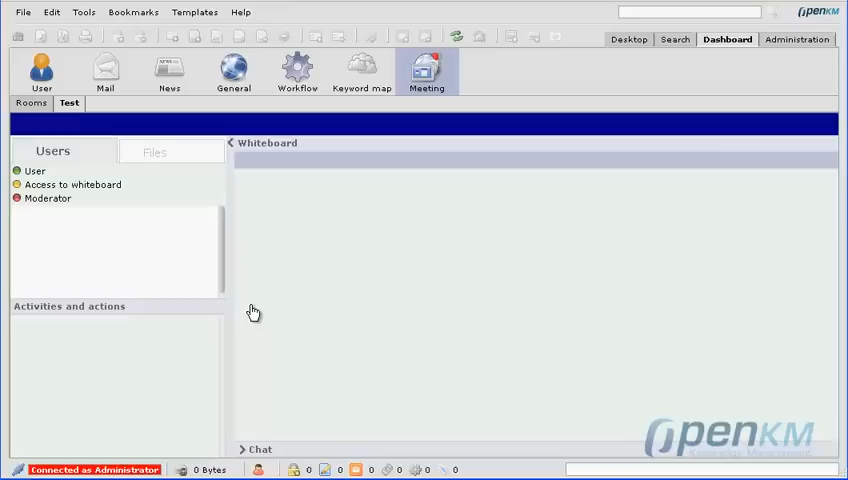 File Edit Tools Bookmarks Templates Help
OPENKM
Desktop Search Dashboard Administration
User Mail News General Workflow Keyword map Meeting
Rooms Test
Users Files
Whiteboard
User
Access to whiteboard
Moderator
Activities and actions
Chat
OPENKM
Knowledge Management
Connected as Administrator 0 Bytes 0 0 0 0 0 0